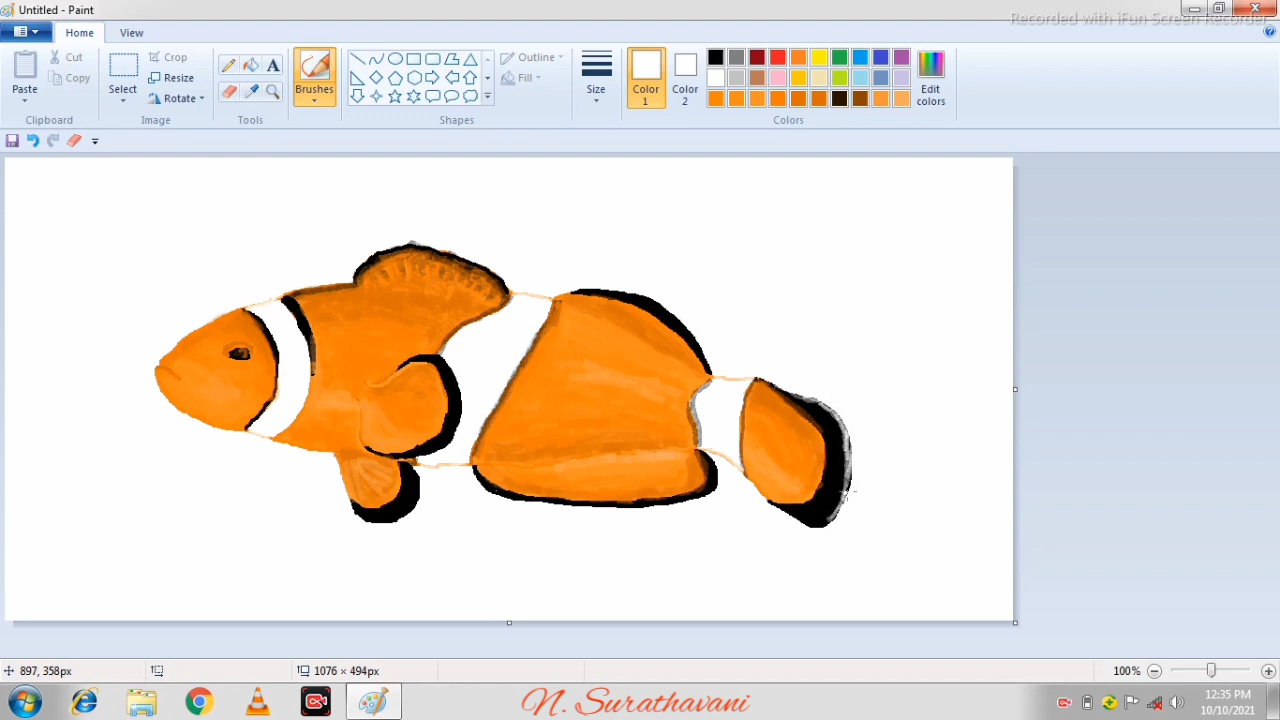 Untitled - Paint
Recorded with iFun Screen Recorder
Home
View
Paste
Cut
Copy
Clipboard
Select
Crop
Resize
Rotate
Image
Tools
Brushes
Shapes
Outline
Fill
Size
Color
1
Color
2
Colors
Edit
colors
897, 358px
1076 × 494px
100%
N. Surathavani
12:35 PM
10/10/2021